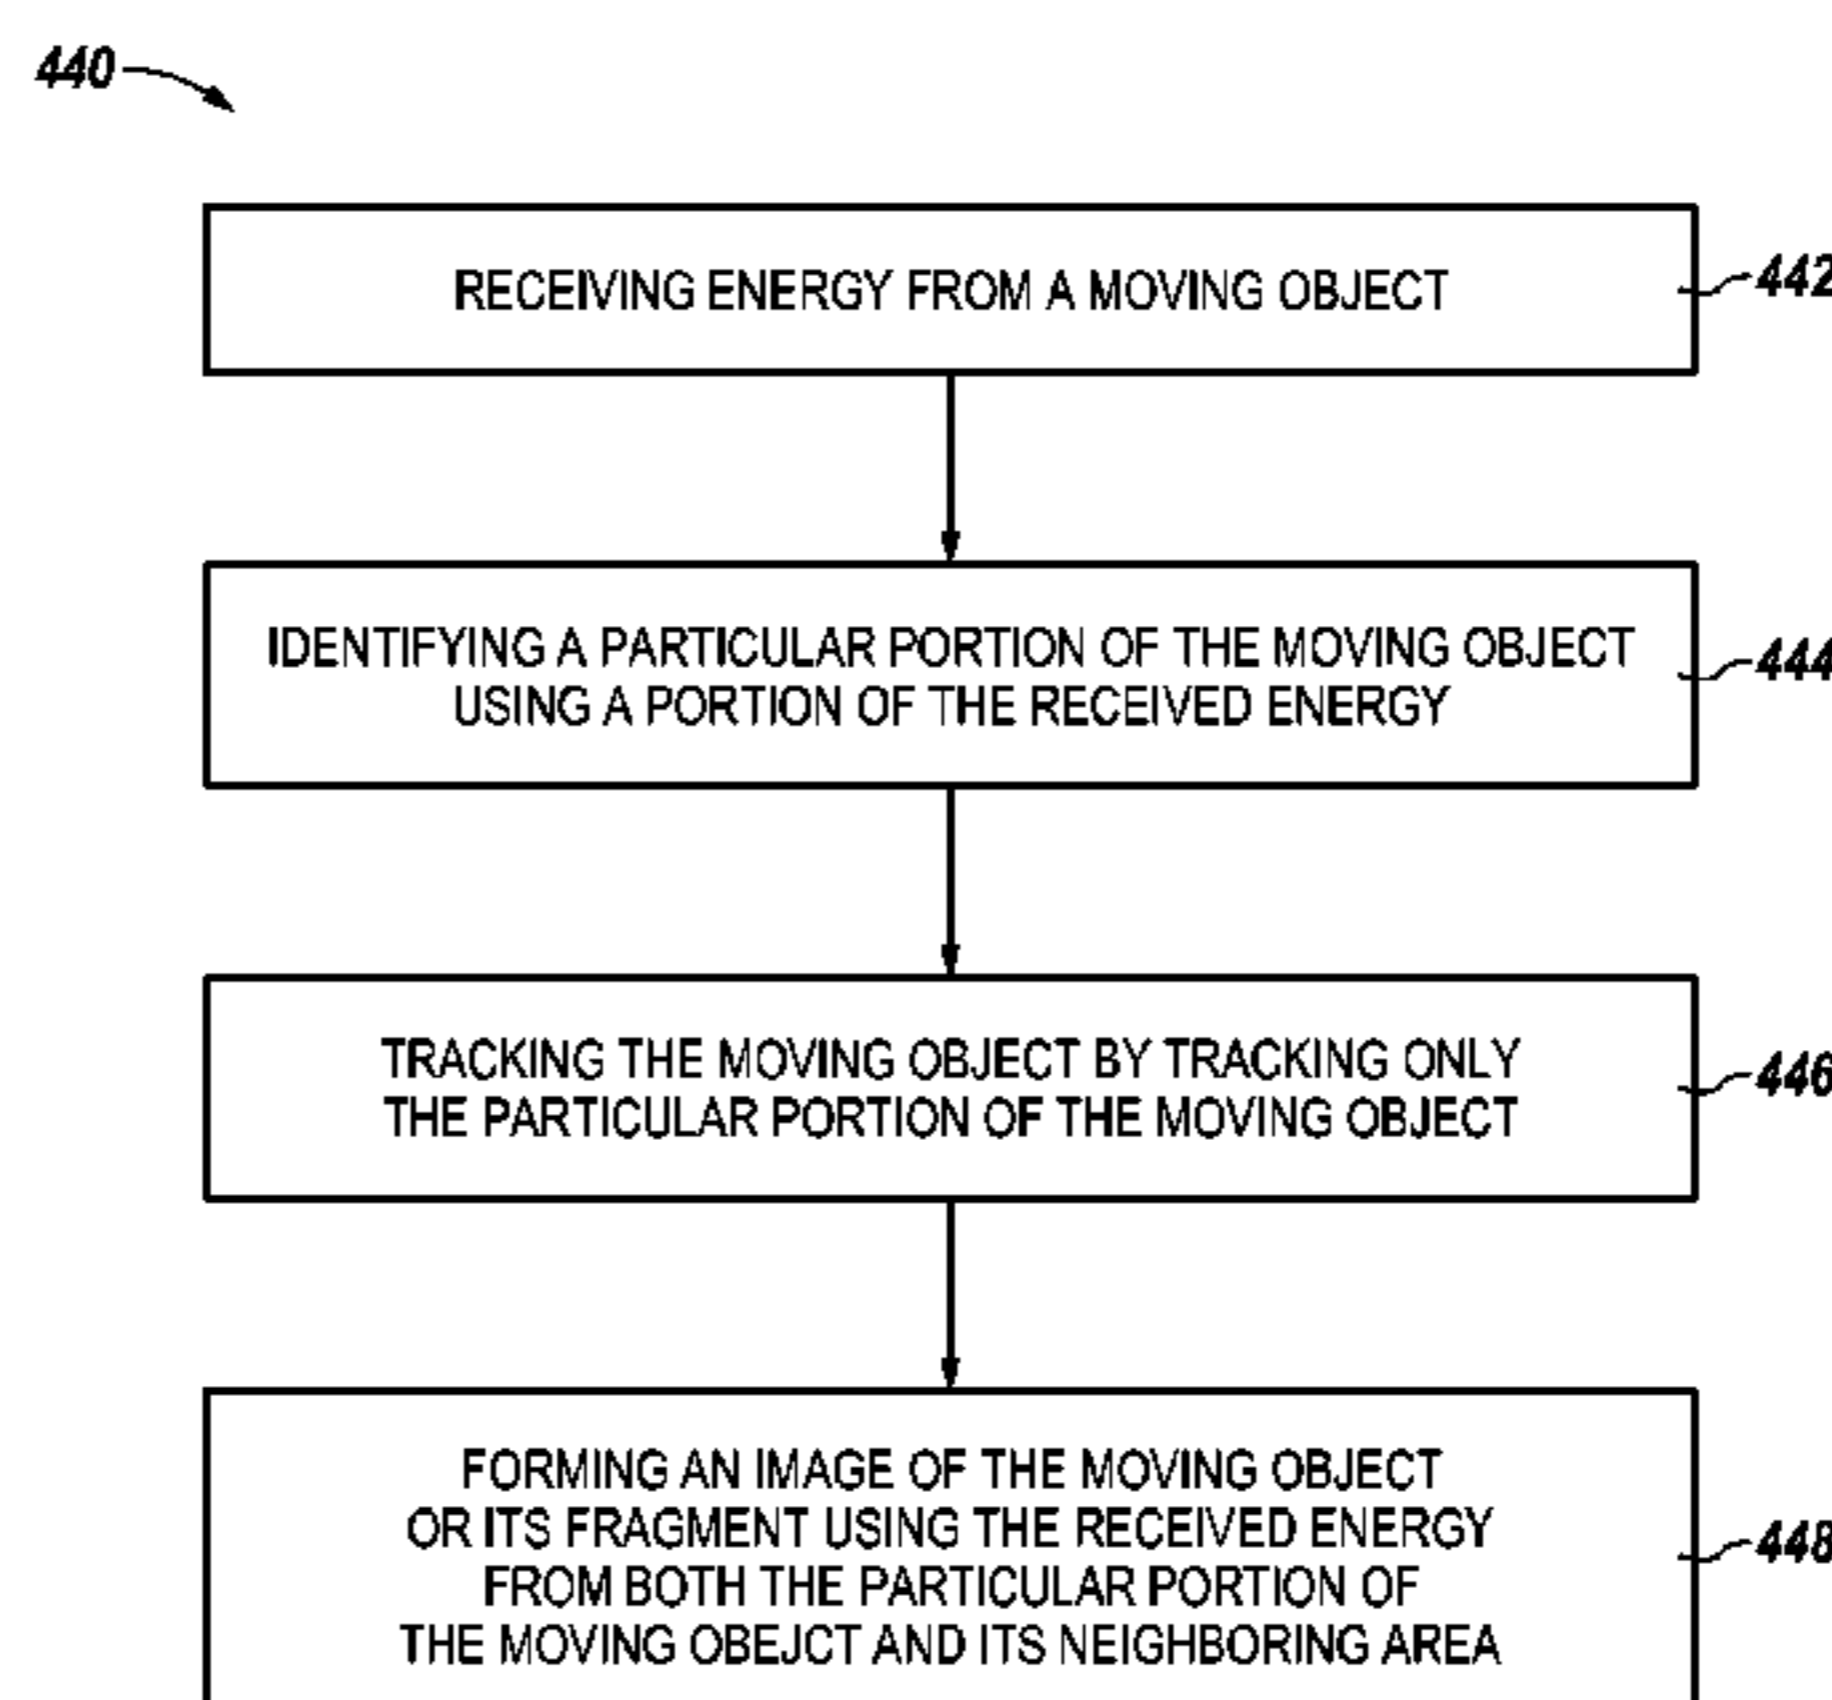 440
RECEIVING ENERGY FROM A MOVING OBJECT
442
IDENTIFYING A PARTICULAR PORTION OF THE MOVING OBJECT
USING A PORTION OF THE RECEIVED ENERGY
444
TRACKING THE MOVING OBJECT BY TRACKING ONLY
THE PARTICULAR PORTION OF THE MOVING OBJECT
446
FORMING AN IMAGE OF THE MOVING OBJECT
OR ITS FRAGMENT USING THE RECEIVED ENERGY
FROM BOTH THE PARTICULAR PORTION OF
THE MOVING OBEJCT AND ITS NEIGHBORING AREA
448